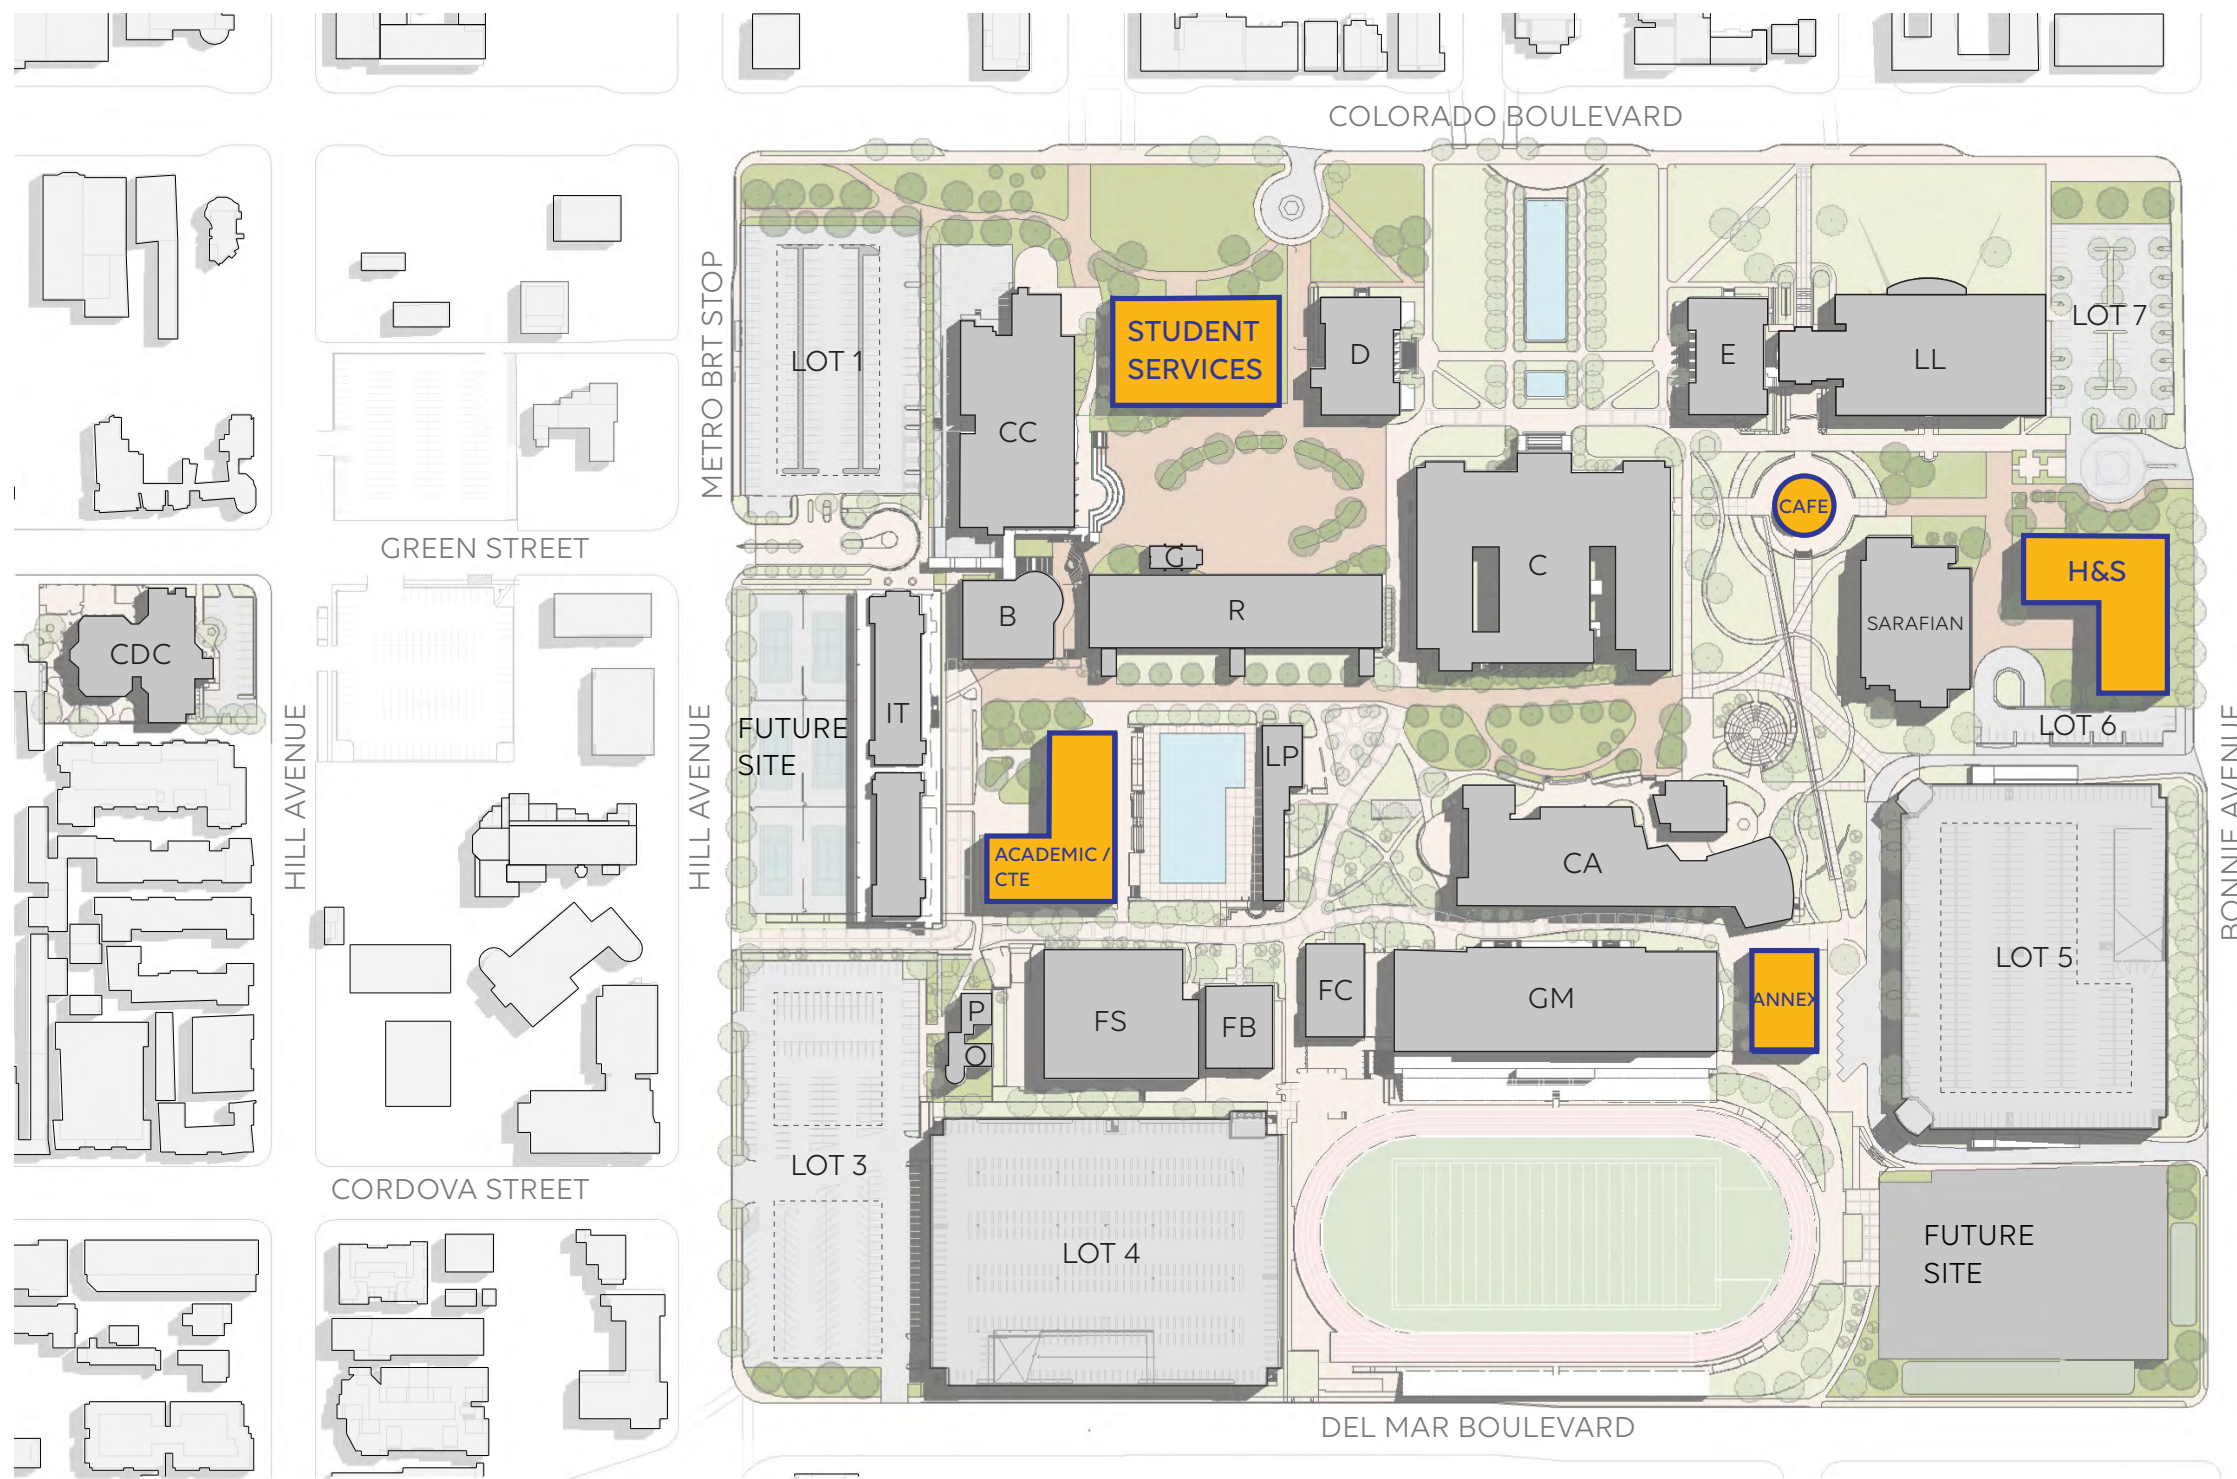 COLORADO BOULEVARD
METRO BRT STOP
LOT 1
CC
STUDENT
SERVICES
D
E
LL
LOT 7
CAFE
GREEN STREET
G
C
H&S
B
R
SARAFIAN
CDC
HILL AVENUE
HILL AVENUE
FUTURE
SITE
IT
LP
LOT 6
BONNIE AVENUE
ACADEMIC /
CTE
CA
LOT 5
P
O
FS
FB
FC
GM
ANNEX
LOT 3
CORDOVA STREET
LOT 4
FUTURE
SITE
DEL MAR BOULEVARD